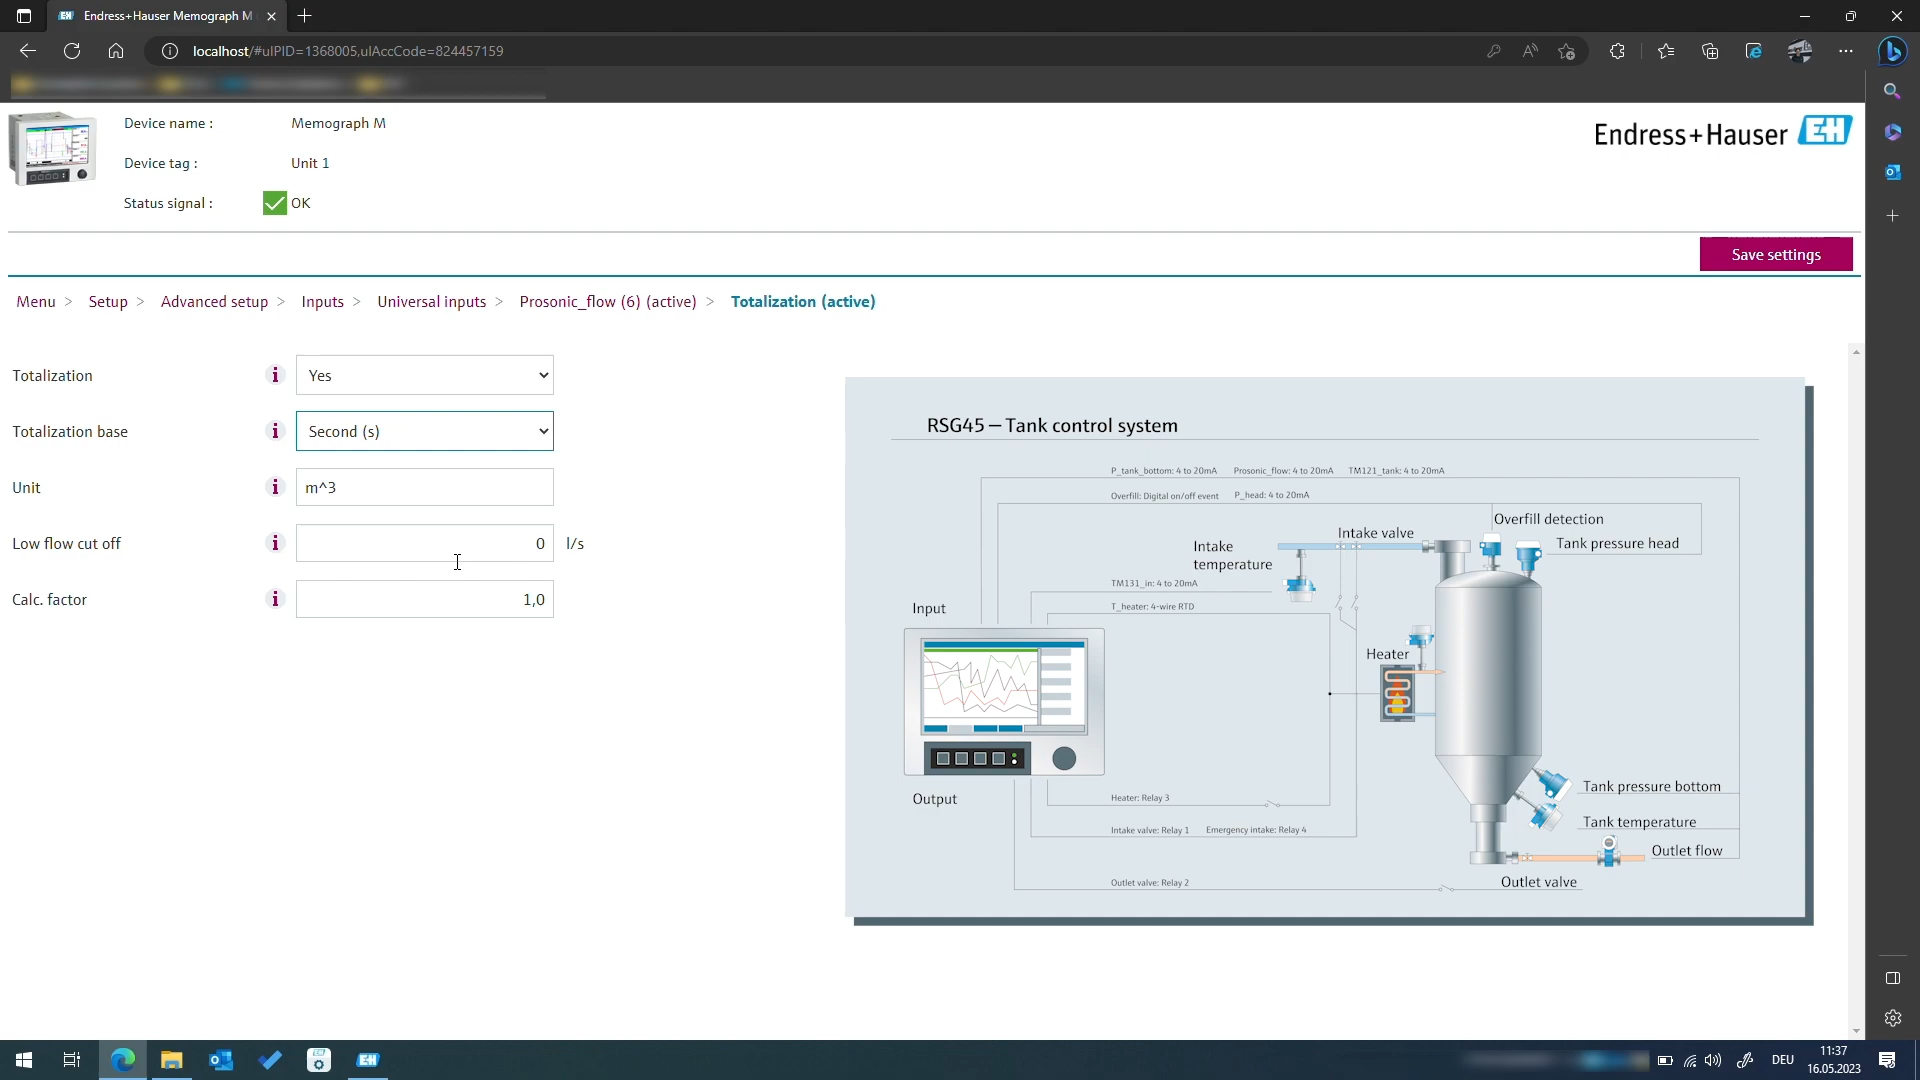 Endress+Hauser Memograph M
localhost/#ulPID=1368005,ulAccCode=824457159
Device name : Memograph M
Device tag : Unit 1
Status signal : OK
Endress+Hauser EH
Save settings
Menu > Setup > Advanced setup > Inputs > Universal inputs > Prosonic_flow (6) (active) > Totalization (active)
Totalization i Yes
Totalization base i Second (s)
Unit i m^3
Low flow cut off i 0 l/s
Calc. factor i 1,0
RSG45 – Tank control system
P_tank_bottom: 4 to 20mA Prosonic_flow: 4 to 20mA TM121_tank: 4 to 20mA
Overfill: Digital on/off event P_head: 4 to 20mA
Overfill detection
Intake valve
Tank pressure head
Intake
temperature
TM131_in: 4 to 20mA
T_heater: 4-wire RTD
Input
Heater
Tank pressure bottom
Output
Heater: Relay 3
Tank temperature
Intake valve: Relay 1 Emergency intake: Relay 4
Outlet flow
Outlet valve: Relay 2
Outlet valve
DEU
11:37
16.05.2023